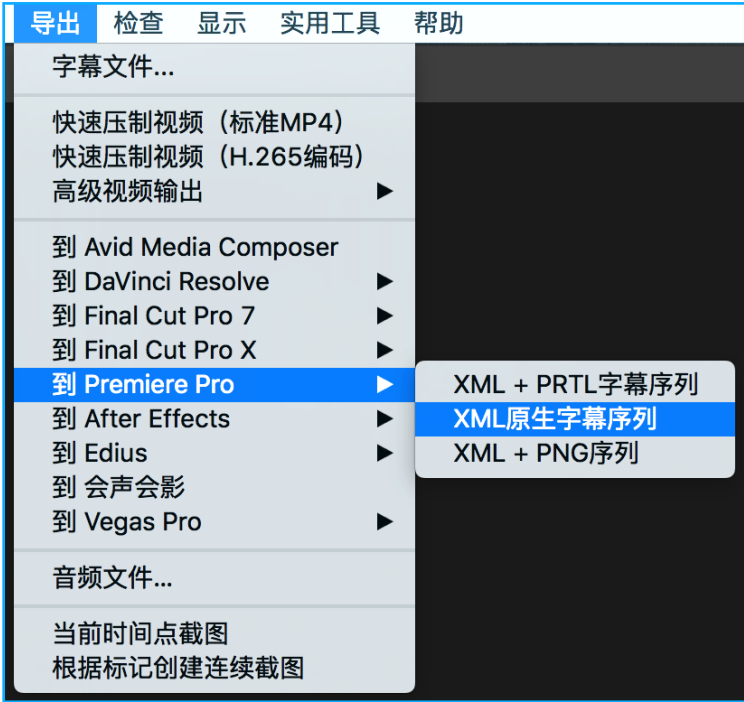 导出 检查 显示 实用工具 帮助
字幕文件...
快速压制视频（标准MP4）
快速压制视频（H.265编码）
高级视频输出
到 Avid Media Composer
到 DaVinci Resolve
到 Final Cut Pro 7
到 Final Cut Pro X
到 Premiere Pro
XML + PRTL字幕序列
XML原生字幕序列
XML + PNG序列
到 After Effects
到 Edius
到 会声会影
到 Vegas Pro
音频文件...
当前时间点截图
根据标记创建连续截图